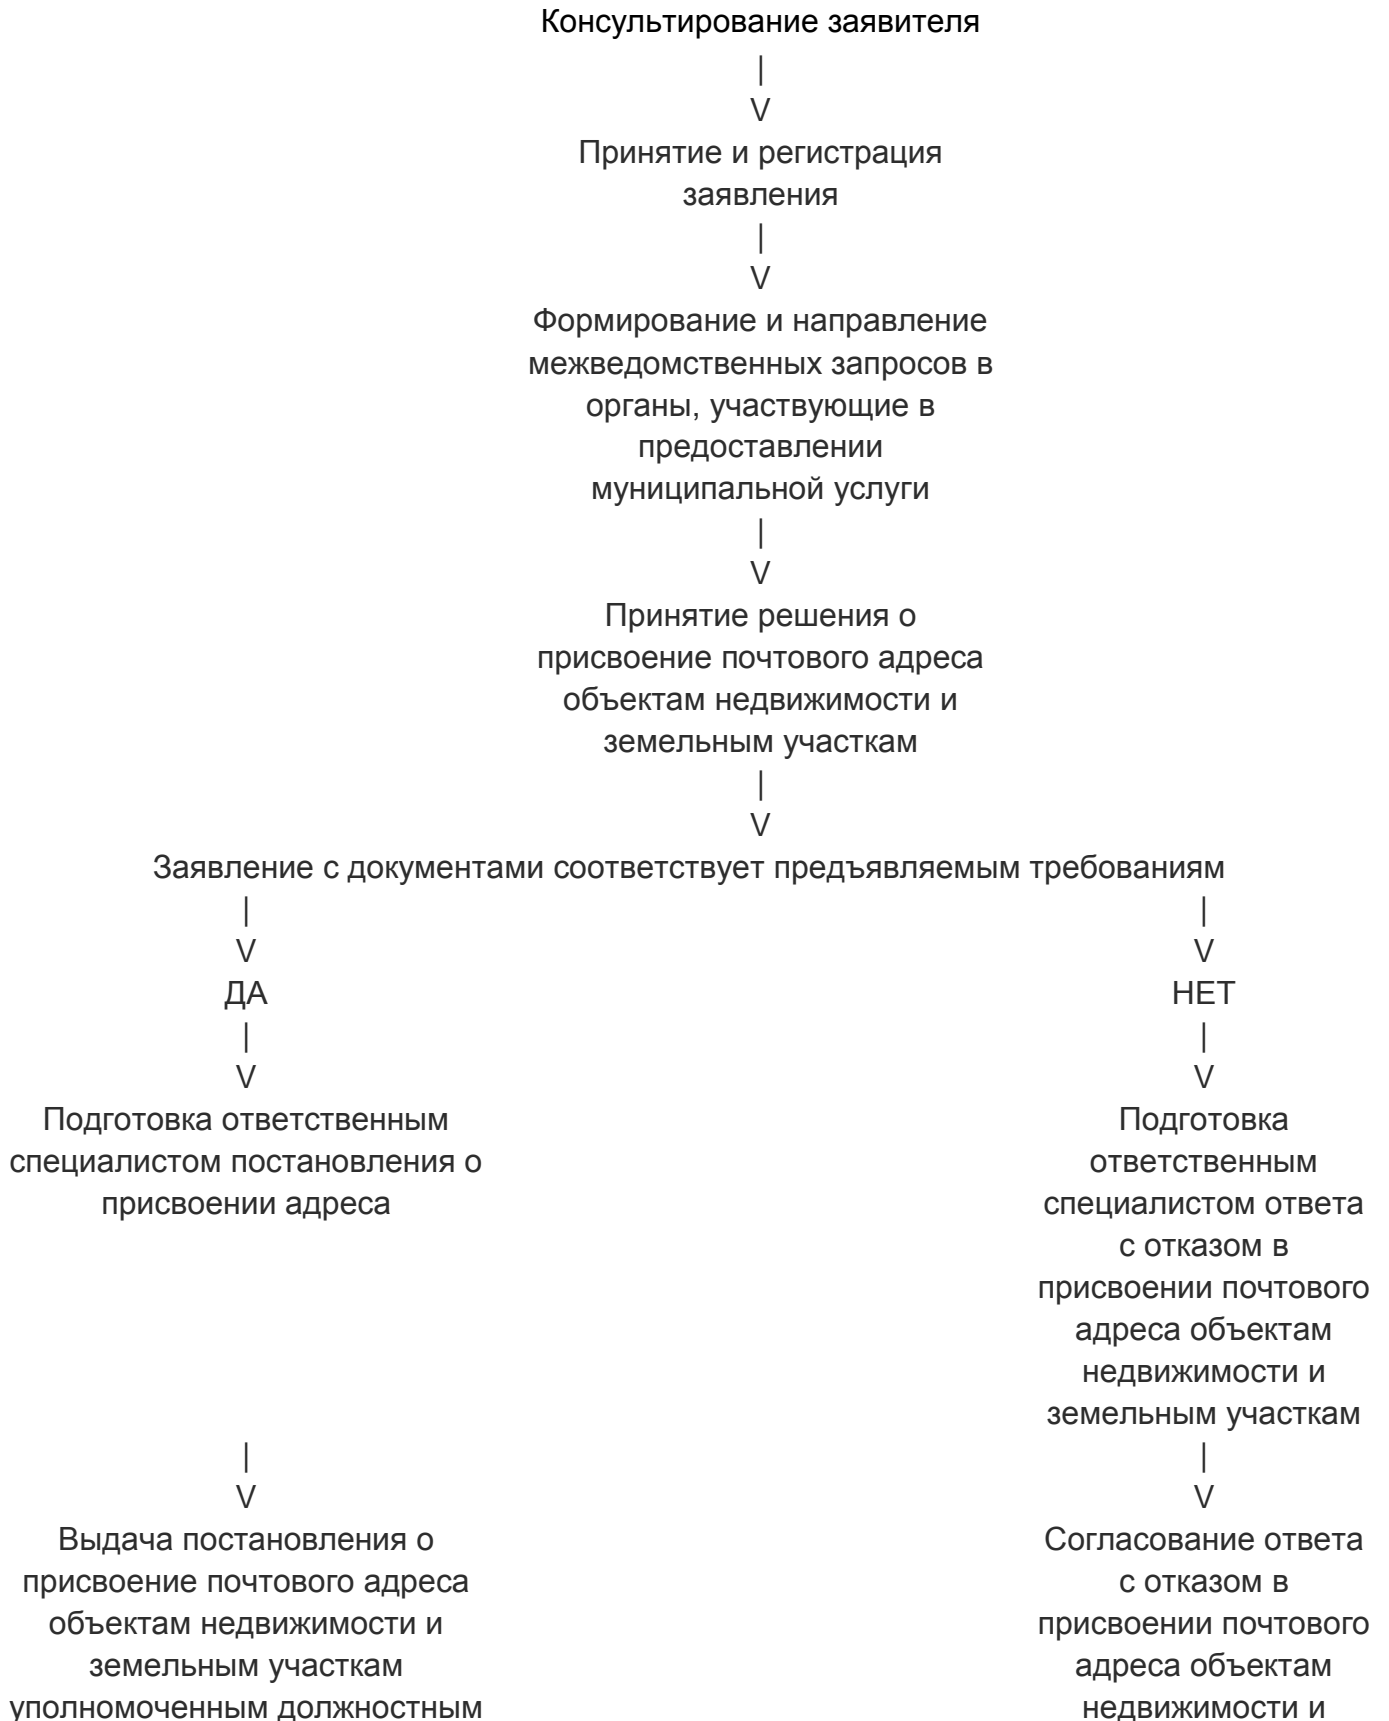 Консультирование заявителя
|
V
Принятие и регистрация
заявления
|
V
Формирование и направление
межведомственных запросов в
органы, участвующие в
предоставлении
муниципальной услуги
|
V
Принятие решения о
присвоение почтового адреса
объектам недвижимости и
земельным участкам
|
V
Заявление с документами соответствует предъявляемым требованиям
|
V
ДА
|
V
Подготовка ответственным
специалистом постановления о
присвоении адреса
|
V
Выдача постановления о
присвоение почтового адреса
объектам недвижимости и
земельным участкам
уполномоченным должностным
|
V
НЕТ
|
V
Подготовка
ответственным
специалистом ответа
с отказом в
присвоении почтового
адреса объектам
недвижимости и
земельным участкам
|
V
Согласование ответа
с отказом в
присвоении почтового
адреса объектам
недвижимости и